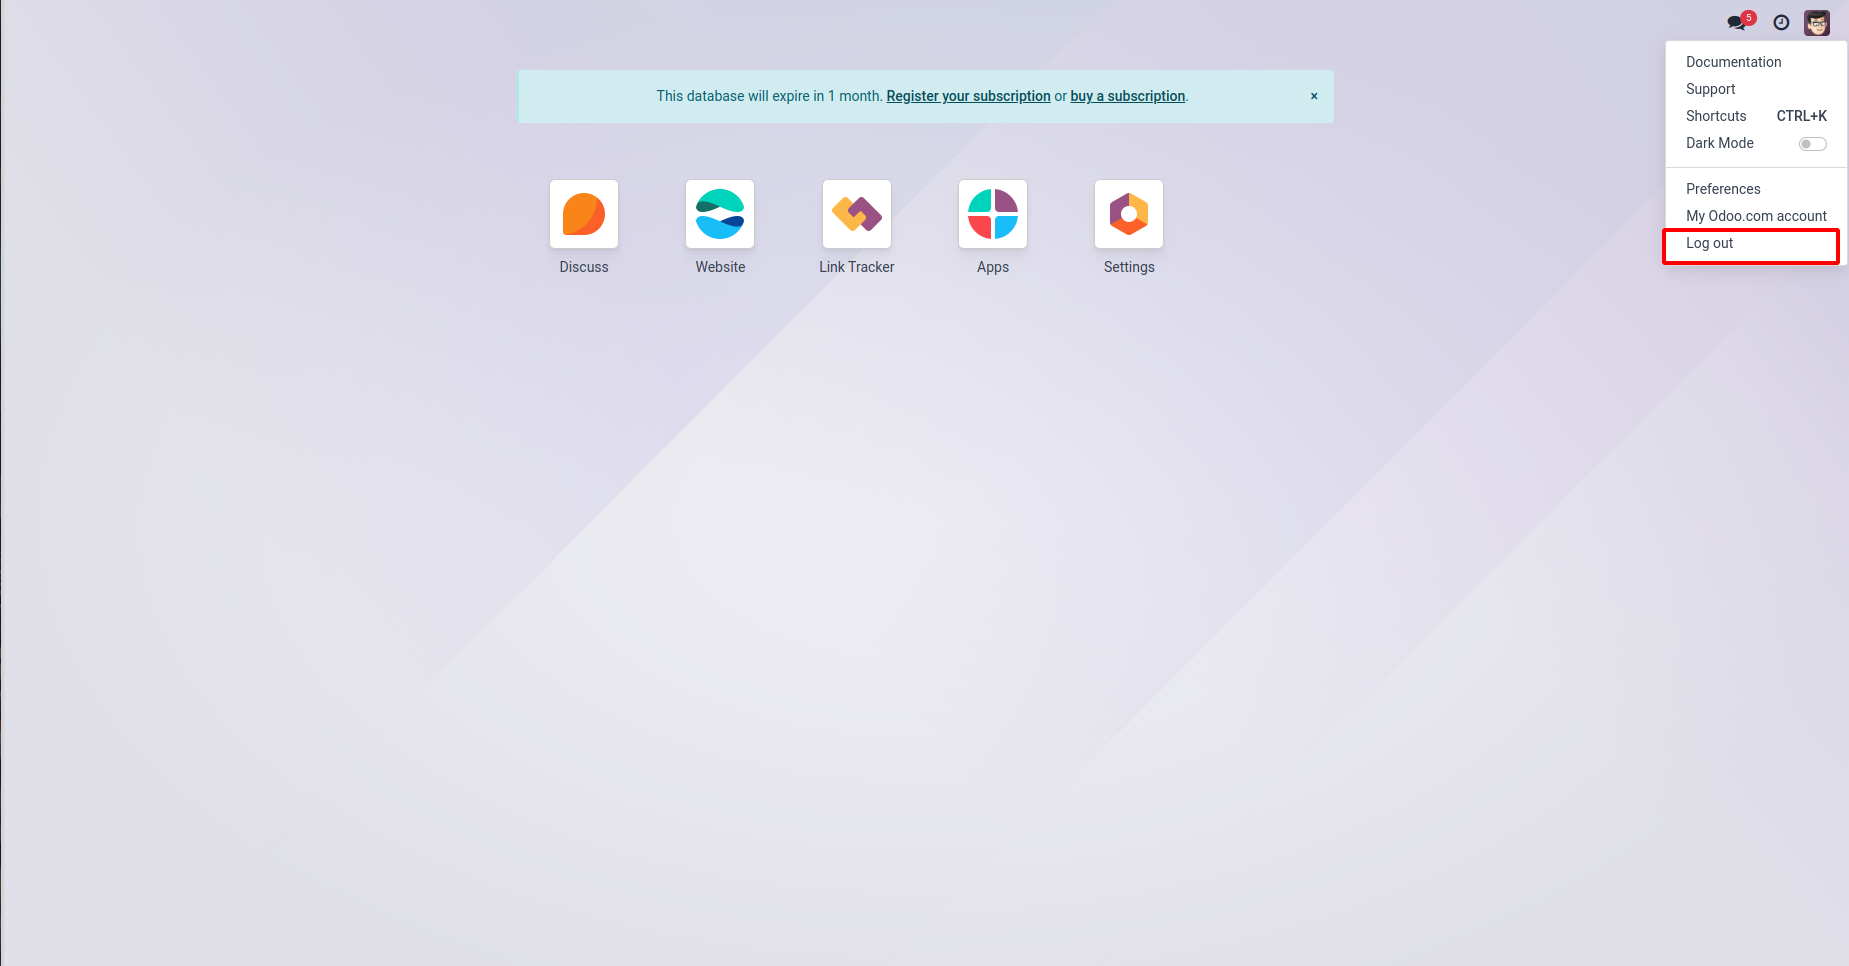 5
Documentation
Support
Shortcuts CTRL+K
Dark Mode
Preferences
My Odoo.com account
Log out
This database will expire in 1 month. Register your subscription or buy a subscription. ×
Discuss
Website
Link Tracker
Apps
Settings